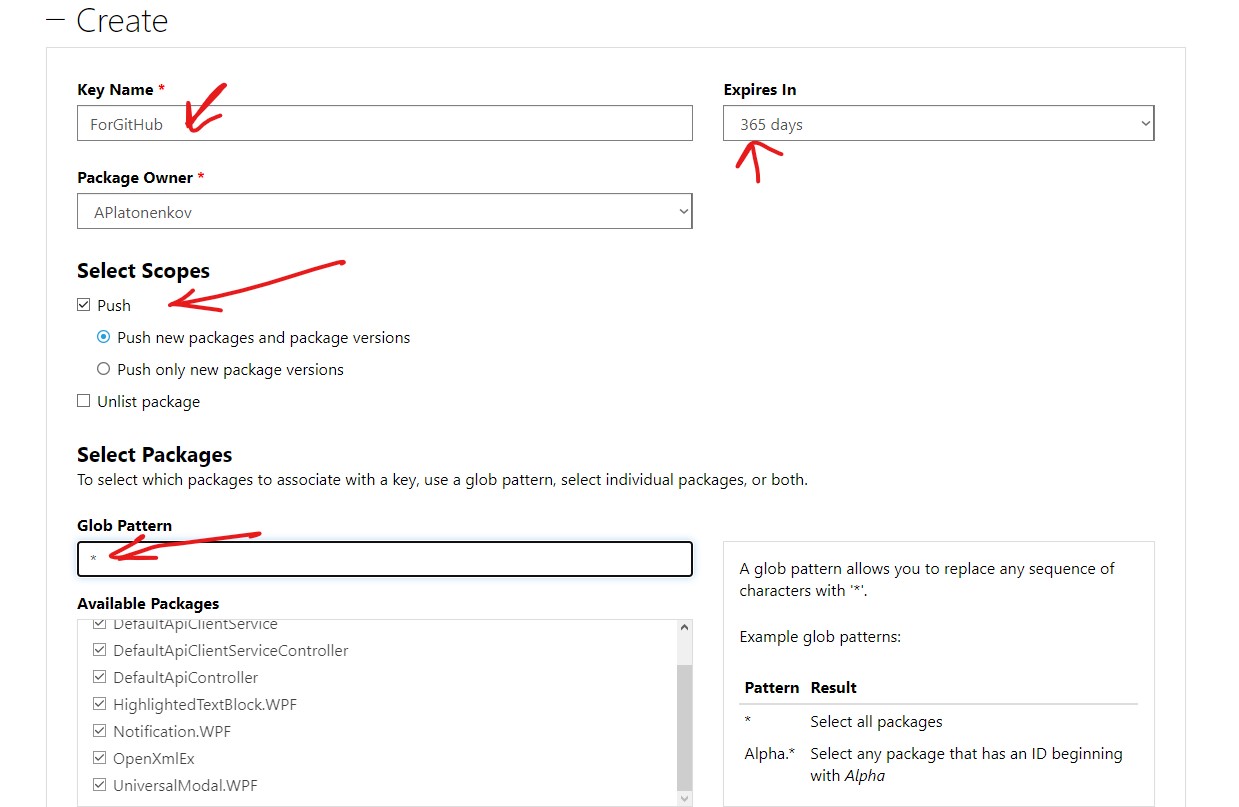 Create
Key Name *
Expires In
ForGitHub
365 days
Package Owner *
APlatonenkov
Select Scopes
Push
Push new packages and package versions
Push only new package versions
Unlist package
Select Packages
To select which packages to associate with a key, use a glob pattern, select individual packages, or both.
Glob Pattern
*
Available Packages
DefaultApiClientService
DefaultApiClientServiceController
DefaultApiController
HighlightedTextBlock.WPF
Notification.WPF
OpenXmlEx
UniversalModal.WPF
A glob pattern allows you to replace any sequence of
characters with '*'.
Example glob patterns:
Pattern Result
* Select all packages
Alpha.* Select any package that has an ID beginning
with Alpha